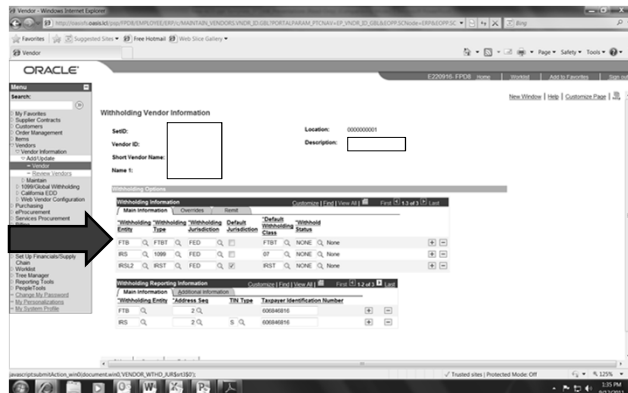 Vendor - Windows Internet Explorer
Bing
Favorites
Suggested Sites
Free Hotmail
Web Slice Gallery
Vendor
Page
Safety
Tools
ORACLE
E220916- FPD8
Home
Worklist
Add to Favorites
Sign out
Menu
Search:
My Favorites
Supplier Contracts
Customers
Order Management
Items
Vendors
Vendor Information
Add/Update
- Vendor
- Review Vendors
Maintain
1099/Global Withholding
California EDD
Web Vendor Configuration
Purchasing
eProcurement
Services Procurement
Set Up Financials/Supply
Chain
Worklist
Tree Manager
Reporting Tools
PeopleTools
- Change My Password
- My Personalizations
- My System Profile
New Window | Help | Customize Page |
Withholding Vendor Information
SetID:
Location: 0000000001
Vendor ID:
Description:
Short Vendor Name:
Name 1:
Withholding Options
Withholding Information
Customize | Find | View All | First 1-3 of 3 Last
Main Information
Overrides
Remit
*Withholding Entity
*Withholding Type
*Withholding Jurisdiction
Default Jurisdiction
*Default Withholding Class
*Withhold Status
FTB FTBT FED FTBT NONE None
IRS 1099 FED 07 NONE None
IRSL2 IRST FED IRST NONE None
Withholding Reporting Information
Customize | Find | View All | First 1-2 of 2 Last
Main Information
Additional Information
*Withholding Entity
*Address Seq
TIN Type
Taxpayer Identification Number
FTB 2 606846816
IRS 2 S 606846816
Trusted sites | Protected Mode: Off
125%
1:35 PM